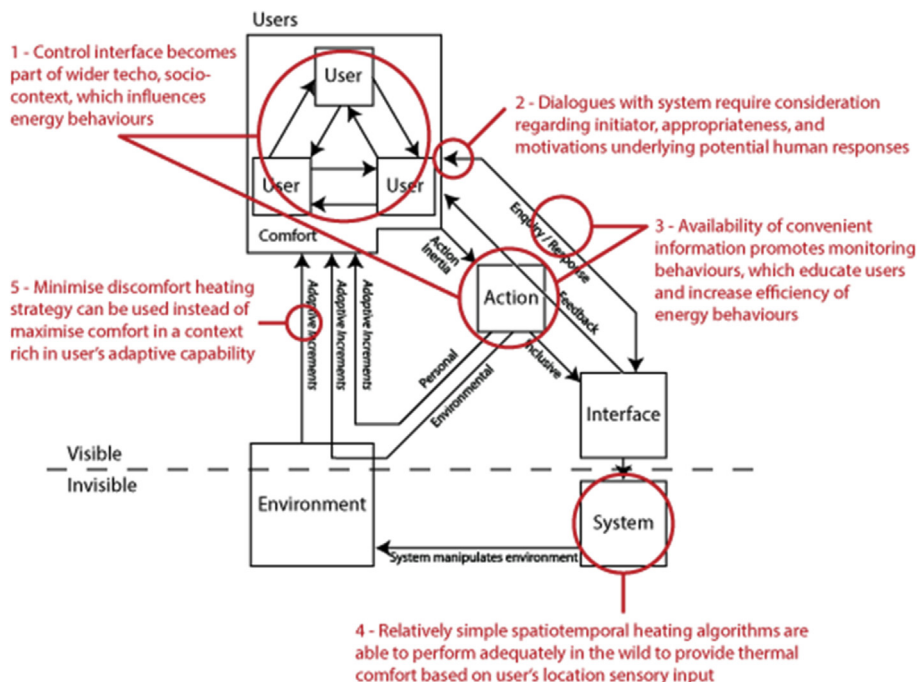 Users
1 - Control interface becomes
part of wider techo, socio-
context, which influences
energy behaviours
User
2 - Dialogues with system require consideration
regarding initiator, appropriateness, and
motivations underlying potential human responses
User
User
Comfort
Action
Inertia
Enquiry / Response
3 - Availability of convenient
information promotes monitoring
behaviours, which educate users
and increase efficiency of
energy behaviours
5 - Minimise discomfort heating
strategy can be used instead of
maximise comfort in a context
rich in user's adaptive capability
Adaptive Increments
Adaptive Increments
Adaptive Increments
Action
Feedback
Personal
Environmental
Inclusive
Interface
Visible
Invisible
Environment
System
System manipulates environment
4 - Relatively simple spatiotemporal heating algorithms are
able to perform adequately in the wild to provide thermal
comfort based on user's location sensory input